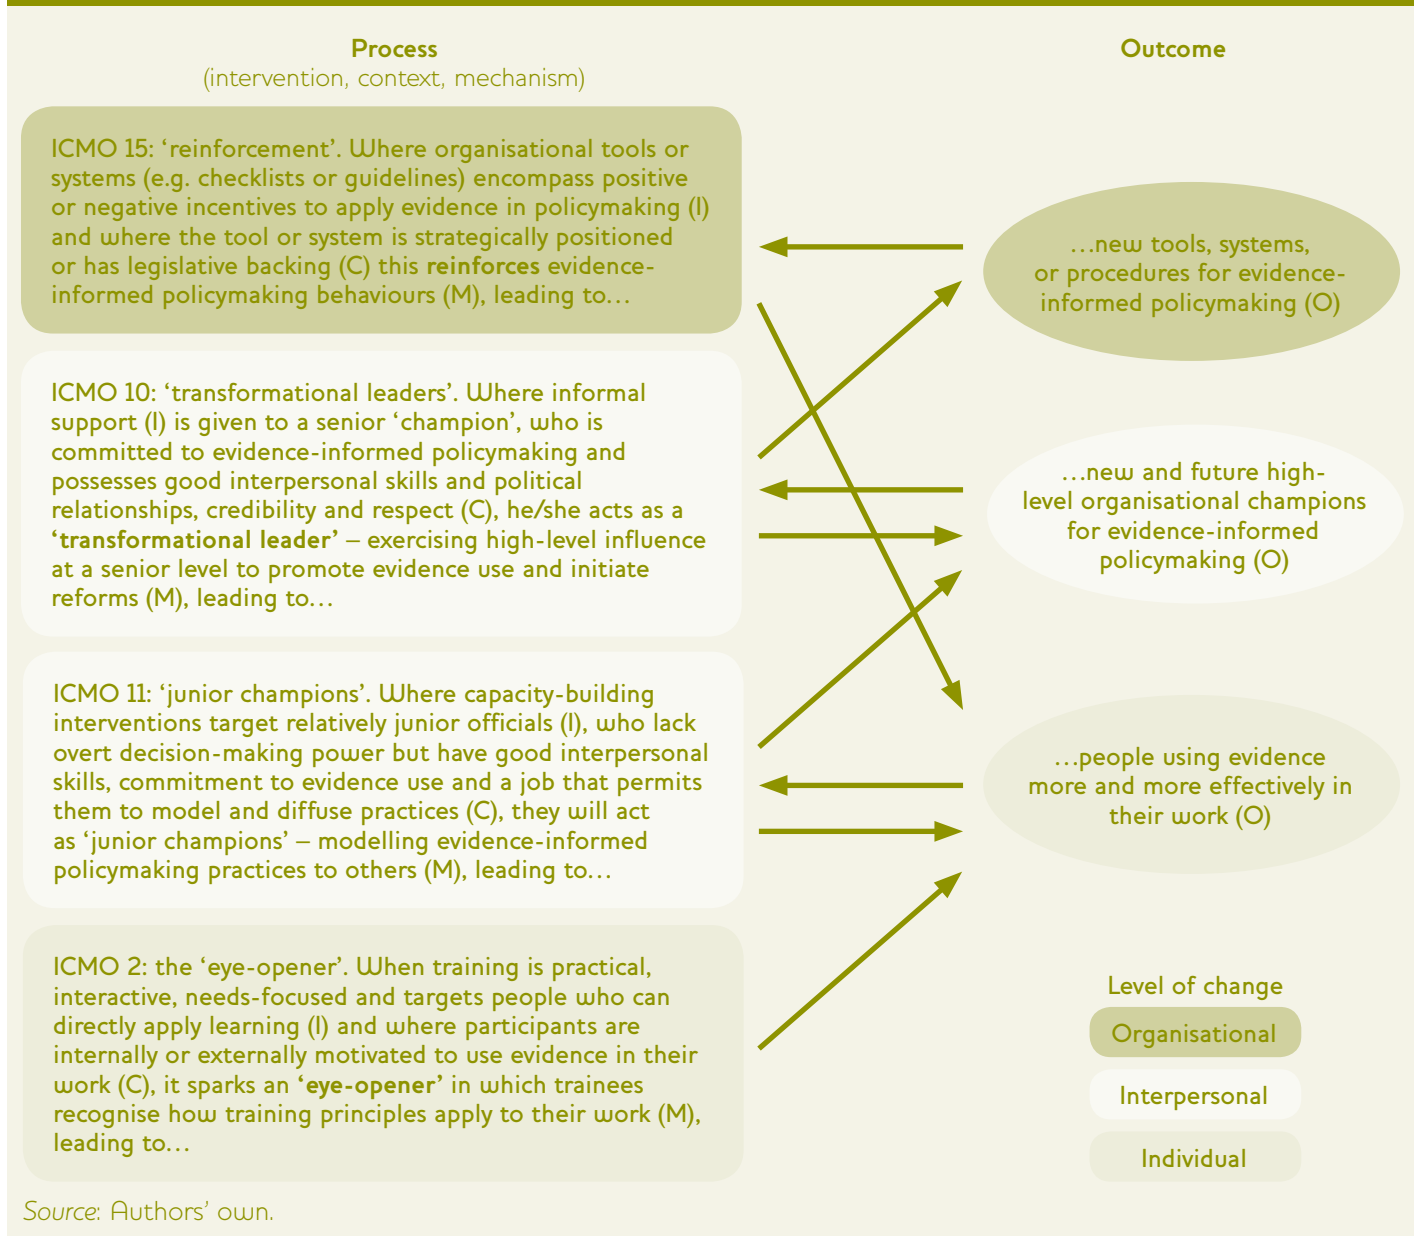 Process
(intervention, context, mechanism)
Outcome
ICMO 15: ‘reinforcement’. Where organisational tools or
systems (e.g. checklists or guidelines) encompass positive
or negative incentives to apply evidence in policymaking (I)
and where the tool or system is strategically positioned
or has legislative backing (C) this reinforces evidence-
informed policymaking behaviours (M), leading to…
…new tools, systems,
or procedures for evidence-
informed policymaking (O)
ICMO 10: ‘transformational leaders’. Where informal
support (I) is given to a senior ‘champion’, who is
committed to evidence-informed policymaking and
possesses good interpersonal skills and political
relationships, credibility and respect (C), he/she acts as a
‘transformational leader’ – exercising high-level influence
at a senior level to promote evidence use and initiate
reforms (M), leading to…
…new and future high-
level organisational champions
for evidence-informed
policymaking (O)
ICMO 11: ‘junior champions’. Where capacity-building
interventions target relatively junior officials (I), who lack
overt decision-making power but have good interpersonal
skills, commitment to evidence use and a job that permits
them to model and diffuse practices (C), they will act
as ‘junior champions’ – modelling evidence-informed
policymaking practices to others (M), leading to…
…people using evidence
more and more effectively in
their work (O)
ICMO 2: the ‘eye-opener’. When training is practical,
interactive, needs-focused and targets people who can
directly apply learning (I) and where participants are
internally or externally motivated to use evidence in their
work (C), it sparks an ‘eye-opener’ in which trainees
recognise how training principles apply to their work (M),
leading to…
Level of change
Organisational
Interpersonal
Individual
Source: Authors’ own.